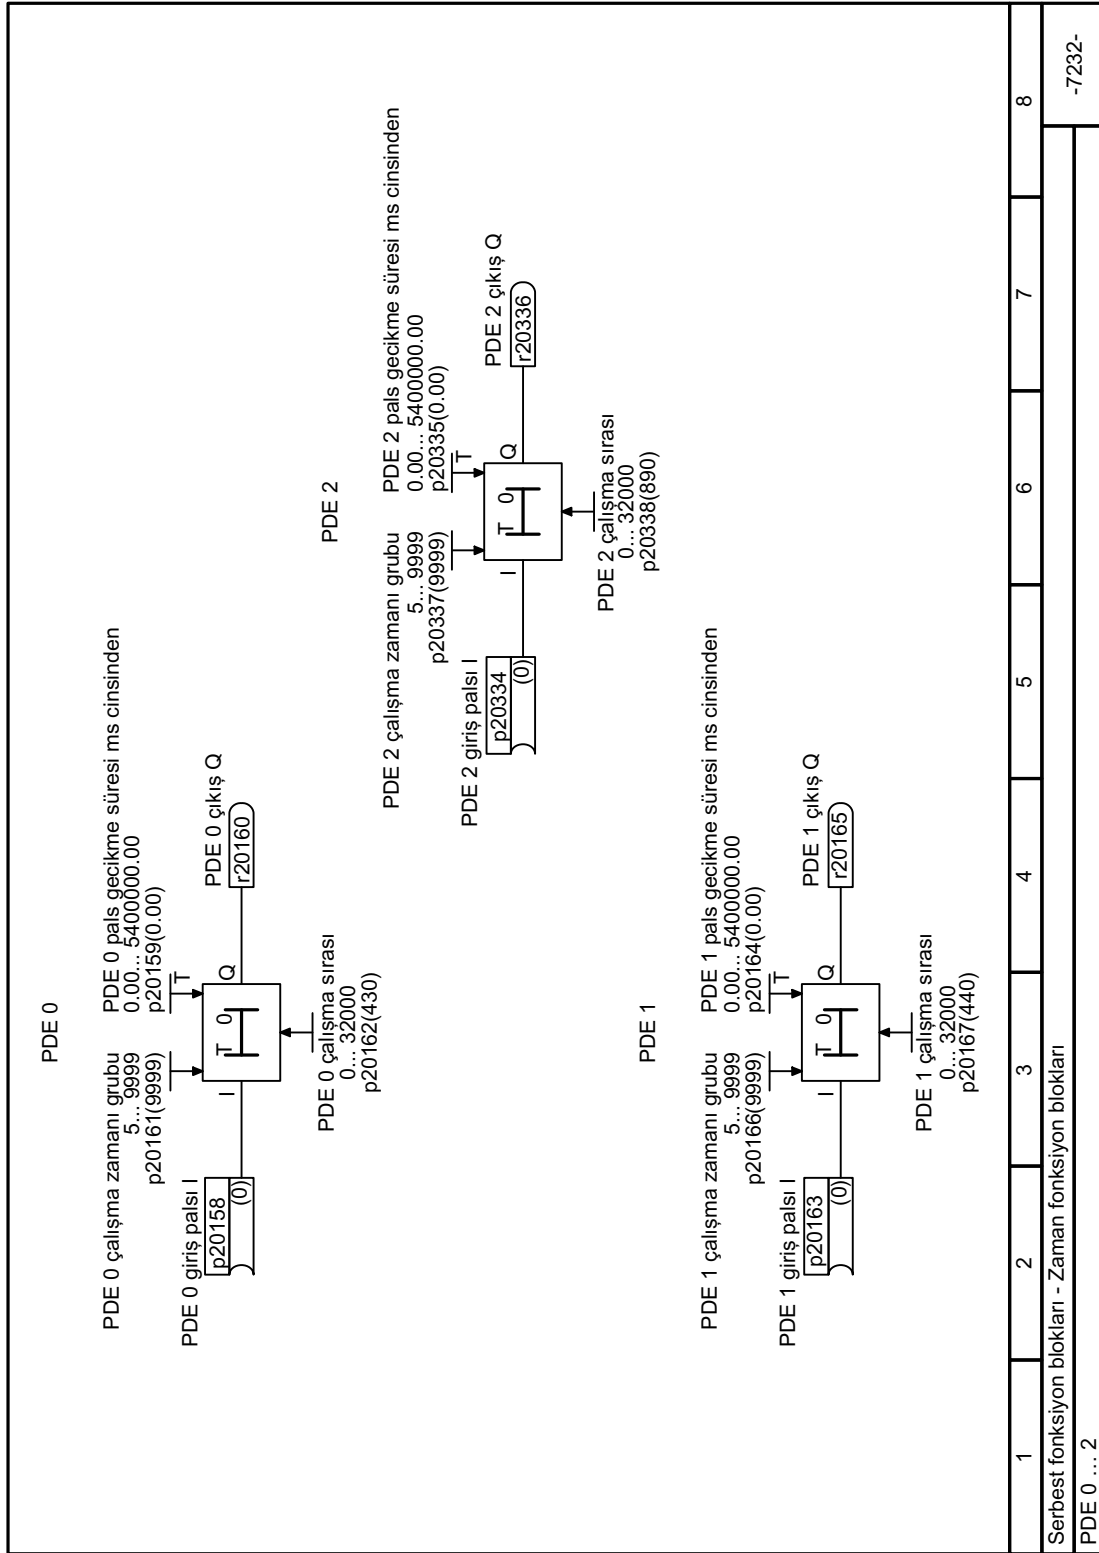 PDE 0
PDE 0 çalışma zamanı grubu
5... 9999
p20161(9999)
PDE 0 pals gecikme süresi ms cinsinden
0.00... 5400000.00
p20159(0.00)
PDE 0 giriş palsı I
p20158
(0)
I
T 0
T
Q
PDE 0 çıkış Q
r20160
PDE 0 çalışma sırası
0... 32000
p20162(430)
PDE 2
PDE 2 çalışma zamanı grubu
5... 9999
p20337(9999)
PDE 2 pals gecikme süresi ms cinsinden
0.00... 5400000.00
p20335(0.00)
PDE 2 giriş palsı I
p20334
(0)
I
T 0
T
Q
PDE 2 çıkış Q
r20336
PDE 2 çalışma sırası
0... 32000
p20338(890)
PDE 1
PDE 1 çalışma zamanı grubu
5... 9999
p20166(9999)
PDE 1 pals gecikme süresi ms cinsinden
0.00... 5400000.00
p20164(0.00)
PDE 1 giriş palsı I
p20163
(0)
I
T 0
T
Q
PDE 1 çıkış Q
r20165
PDE 1 çalışma sırası
0... 32000
p20167(440)
1 2 3 4 5 6 7 8
Serbest fonksiyon blokları - Zaman fonksiyon blokları
-7232-
PDE 0 ... 2